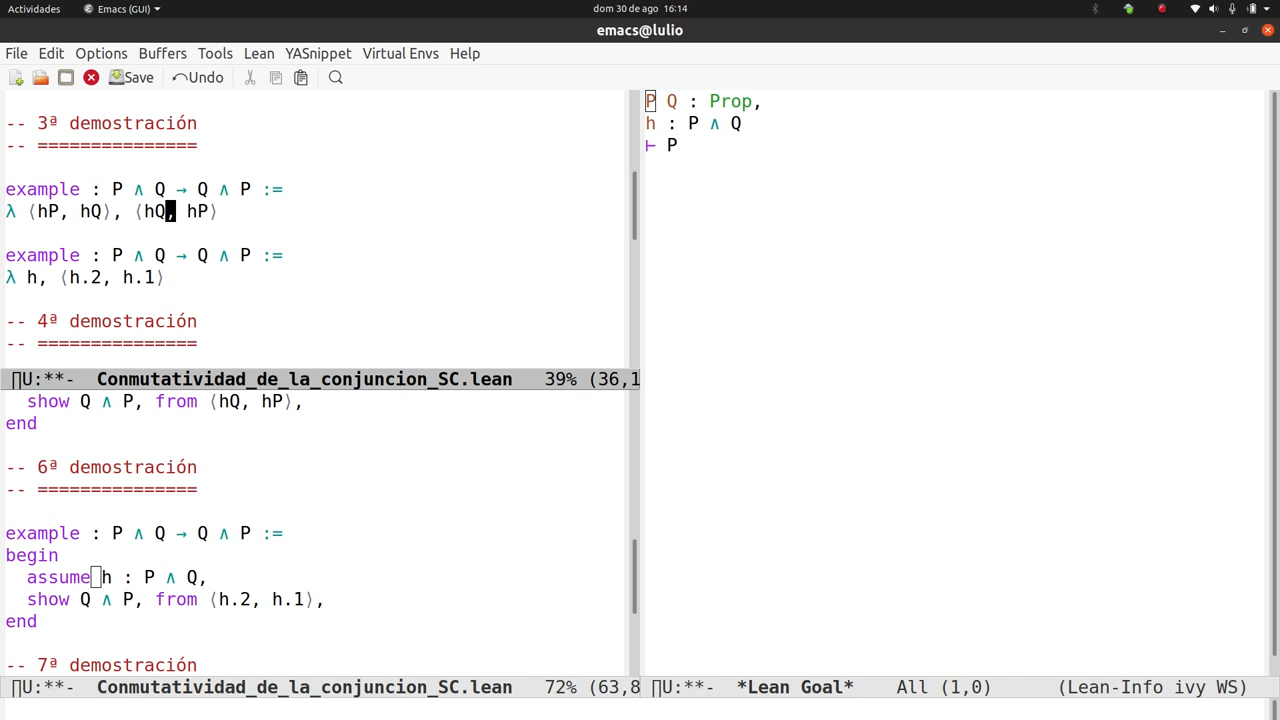 Actividades Emacs (GUI) dom 30 de ago 16:14
emacs@lulio
File Edit Options Buffers Tools Lean YASnippet Virtual Envs Help
Save Undo
-- 3ª demostración
-- ===============
example : P ∧ Q → Q ∧ P :=
λ ⟨hP, hQ⟩, ⟨hQ, hP⟩
example : P ∧ Q → Q ∧ P :=
λ h, ⟨h.2, h.1⟩
-- 4ª demostración
-- ===============
∏U:**- Conmutatividad_de_la_conjuncion_SC.lean 39% (36,1
show Q ∧ P, from ⟨hQ, hP⟩,
end
-- 6ª demostración
-- ===============
example : P ∧ Q → Q ∧ P :=
begin
assume h : P ∧ Q,
show Q ∧ P, from ⟨h.2, h.1⟩,
end
-- 7ª demostración
∏U:**- Conmutatividad_de_la_conjuncion_SC.lean 72% (63,8
P Q : Prop,
h : P ∧ Q
⊢ P
∏U:**- *Lean Goal* All (1,0) (Lean-Info ivy WS)